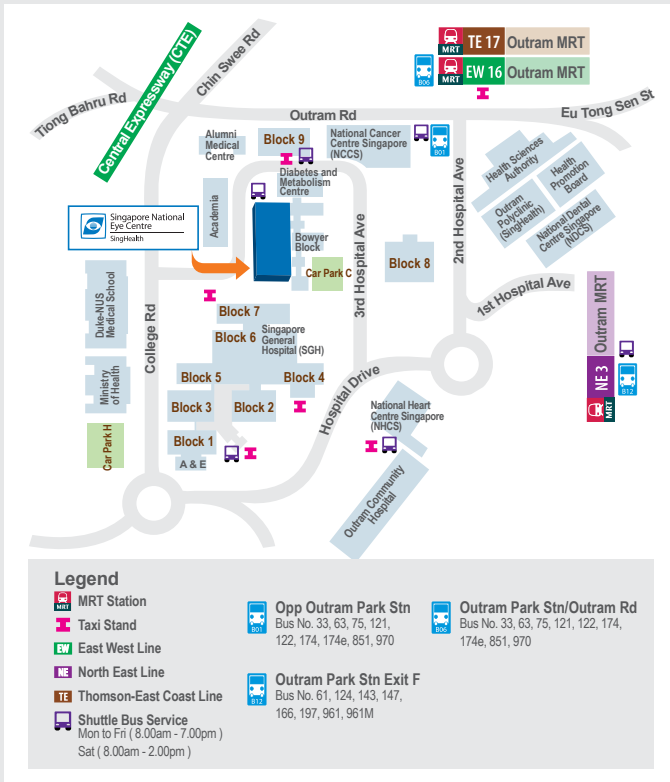 Central Expressway (CTE)
Chin Swee Rd
Tiong Bahru Rd
MRT
TE 17
Outram MRT
B06
MRT
EW 16
Outram MRT
Outram Rd
Eu Tong Sen St
Alumni
Medical
Centre
Block 9
National Cancer
Centre Singapore
(NCCS)
B01
2nd Hospital Ave
Health Sciences
Authority
Health
Promotion
Board
Outram
Polyclinic
(SingHealth)
National Dental
Centre Singapore
(NDCS)
Diabetes and
Metabolism
Centre
Academia
Singapore National
Eye Centre
SingHealth
Bowyer
Block
Car Park C
3rd Hospital Ave
Block 8
1st Hospital Ave
Outram MRT
NE 3
MRT
B12
Duke-NUS
Medical School
College Rd
Block 7
Block 6
Singapore
General
Hospital (SGH)
Block 5
Block 4
Ministry
of Health
Block 3
Block 2
Hospital Drive
National Heart
Centre Singapore
(NHCS)
Car Park H
Block 1
A & E
Outram Community
Hospital
Legend
MRT
MRT Station
Taxi Stand
EW
East West Line
NE
North East Line
TE
Thomson-East Coast Line
Shuttle Bus Service
Mon to Fri ( 8.00am - 7.00pm )
Sat ( 8.00am - 2.00pm )
B01
Opp Outram Park Stn
Bus No. 33, 63, 75, 121,
122, 174, 174e, 851, 970
B12
Outram Park Stn Exit F
Bus No. 61, 124, 143, 147,
166, 197, 961, 961M
B06
Outram Park Stn/Outram Rd
Bus No. 33, 63, 75, 121, 122, 174,
174e, 851, 970